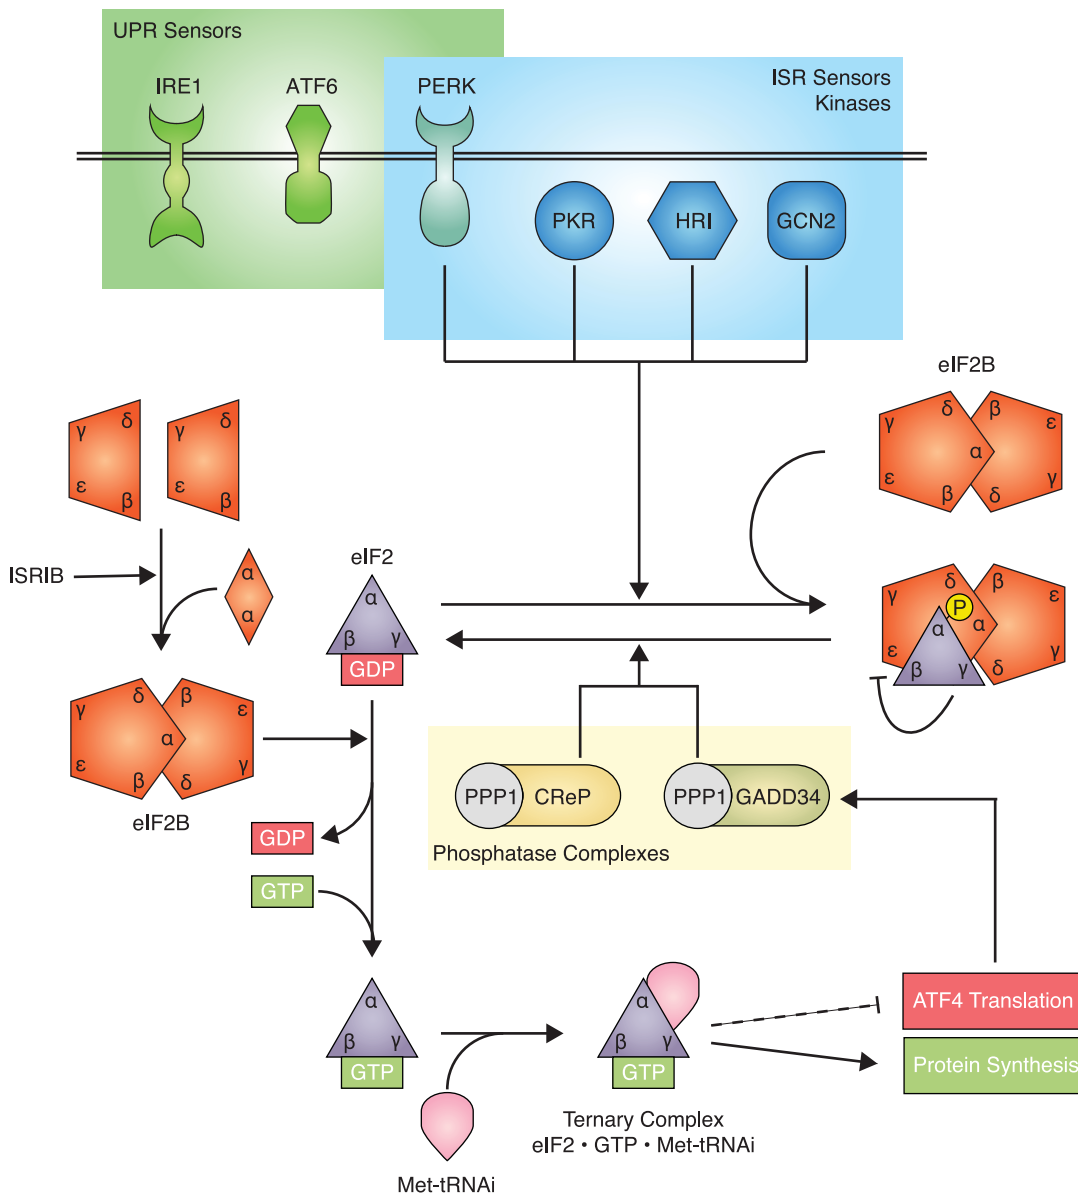 UPR Sensors
ISR Sensors
Kinases
IRE1
ATF6
PERK
PKR
HRI
GCN2
eIF2B
γ δ β ε
α
ε β δ γ
γ δ
ε β
γ δ
ε β
ISRIB
α
α
eIF2
α
β γ
GDP
γ δ β ε
P
α α
ε β γ δ γ
γ δ β ε
α
ε β δ γ
eIF2B
PPP1 CReP
PPP1 GADD34
Phosphatase Complexes
GDP
GTP
α
β γ
GTP
Met-tRNAi
α
β γ
GTP
Ternary Complex
eIF2 • GTP • Met-tRNAi
ATF4 Translation
Protein Synthesis